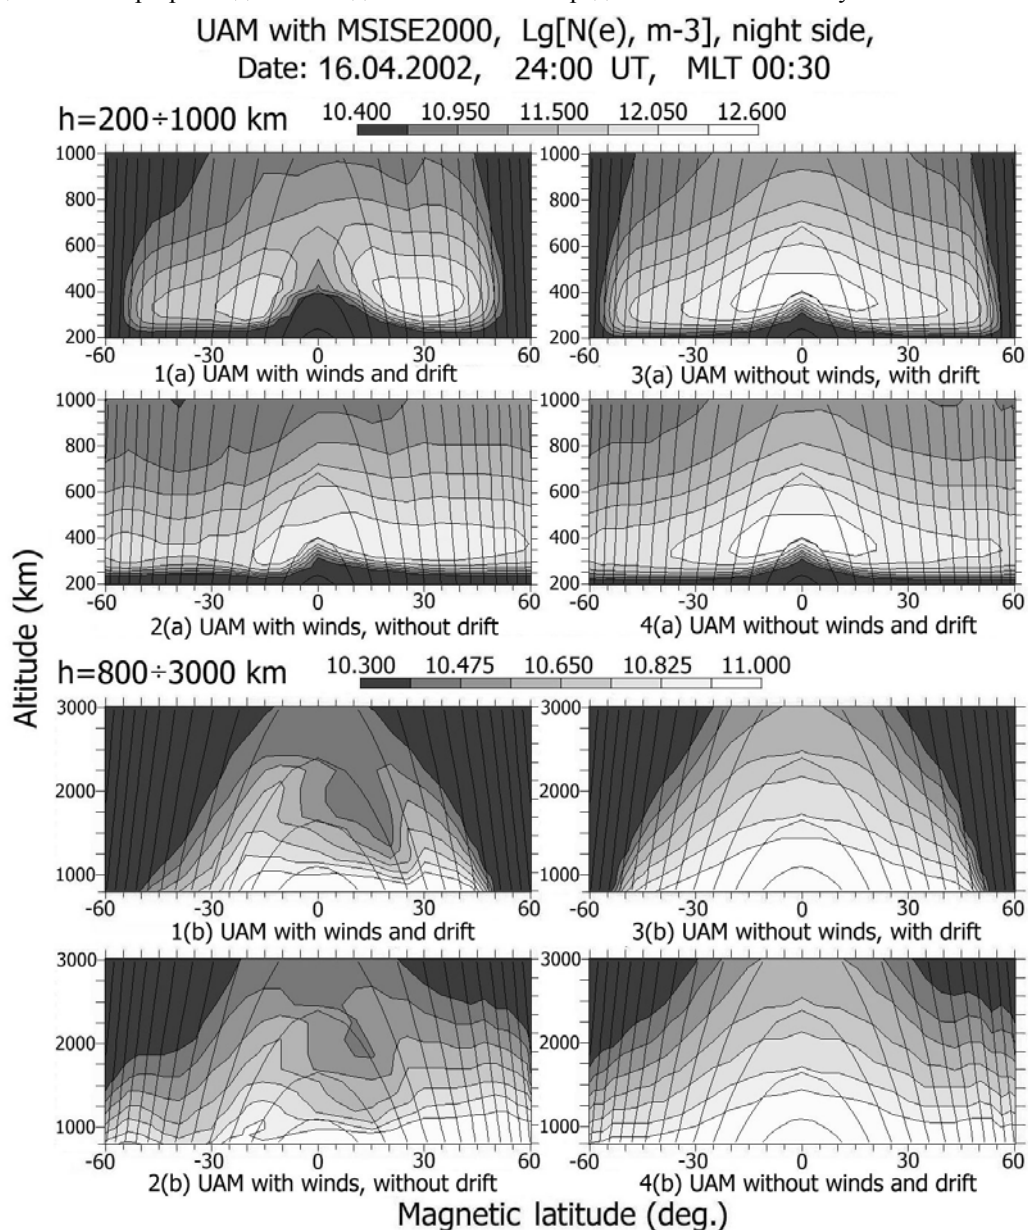 UAM with MSISE2000, Lg[N(e), m-3], night side,
Date: 16.04.2002, 24:00 UT, MLT 00:30
h=200÷1000 km
10.400 10.950 11.500 12.050 12.600
1000
800
600
400
200
-60 -30 0 30 60
1(a) UAM with winds and drift
1000
800
600
400
200
-60 -30 0 30 60
3(a) UAM without winds, with drift
1000
800
600
400
200
-60 -30 0 30 60
2(a) UAM with winds, without drift
1000
800
600
400
200
-60 -30 0 30 60
4(a) UAM without winds and drift
Altitude (km)
h=800÷3000 km
10.300 10.475 10.650 10.825 11.000
3000
2000
1000
-60 -30 0 30 60
1(b) UAM with winds and drift
3000
2000
1000
-60 -30 0 30 60
3(b) UAM without winds, with drift
3000
2000
1000
-60 -30 0 30 60
2(b) UAM with winds, without drift
3000
2000
1000
-60 -30 0 30 60
4(b) UAM without winds and drift
Magnetic latitude (deg.)